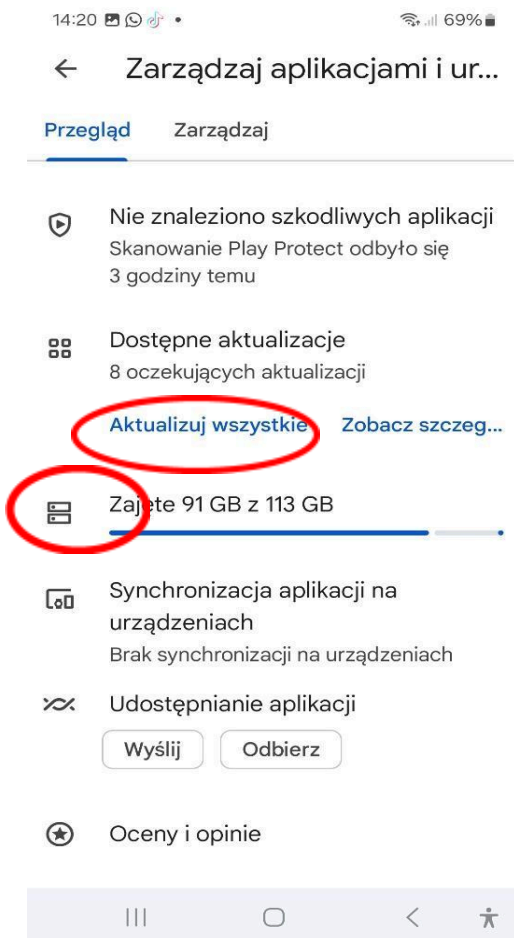 14:20
69%
Zarządzaj aplikacjami i ur...
Przegląd Zarządzaj
Nie znaleziono szkodliwych aplikacji
Skanowanie Play Protect odbyło się
3 godziny temu
Dostępne aktualizacje
8 oczekujących aktualizacji
Aktualizuj wszystkie Zobacz szczeg...
Zajęte 91 GB z 113 GB
Synchronizacja aplikacji na
urządzeniach
Brak synchronizacji na urządzeniach
Udostępnianie aplikacji
Wyślij Odbierz
Oceny i opinie